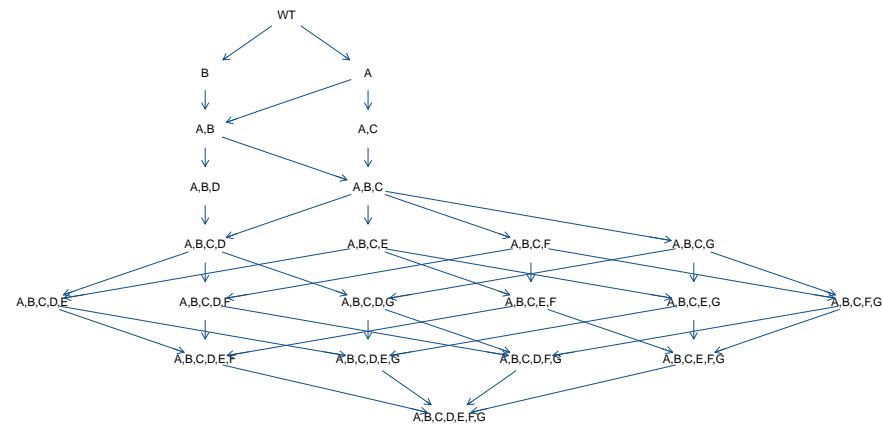 WT
B
A
A,B
A,C
A,B,D
A,B,C
A,B,C,D
A,B,C,E
A,B,C,F
A,B,C,G
A,B,C,D,E
A,B,C,D,F
A,B,C,D,G
A,B,C,E,F
A,B,C,E,G
A,B,C,F,G
A,B,C,D,E,F
A,B,C,D,E,G
A,B,C,D,F,G
A,B,C,E,F,G
A,B,C,D,E,F,G